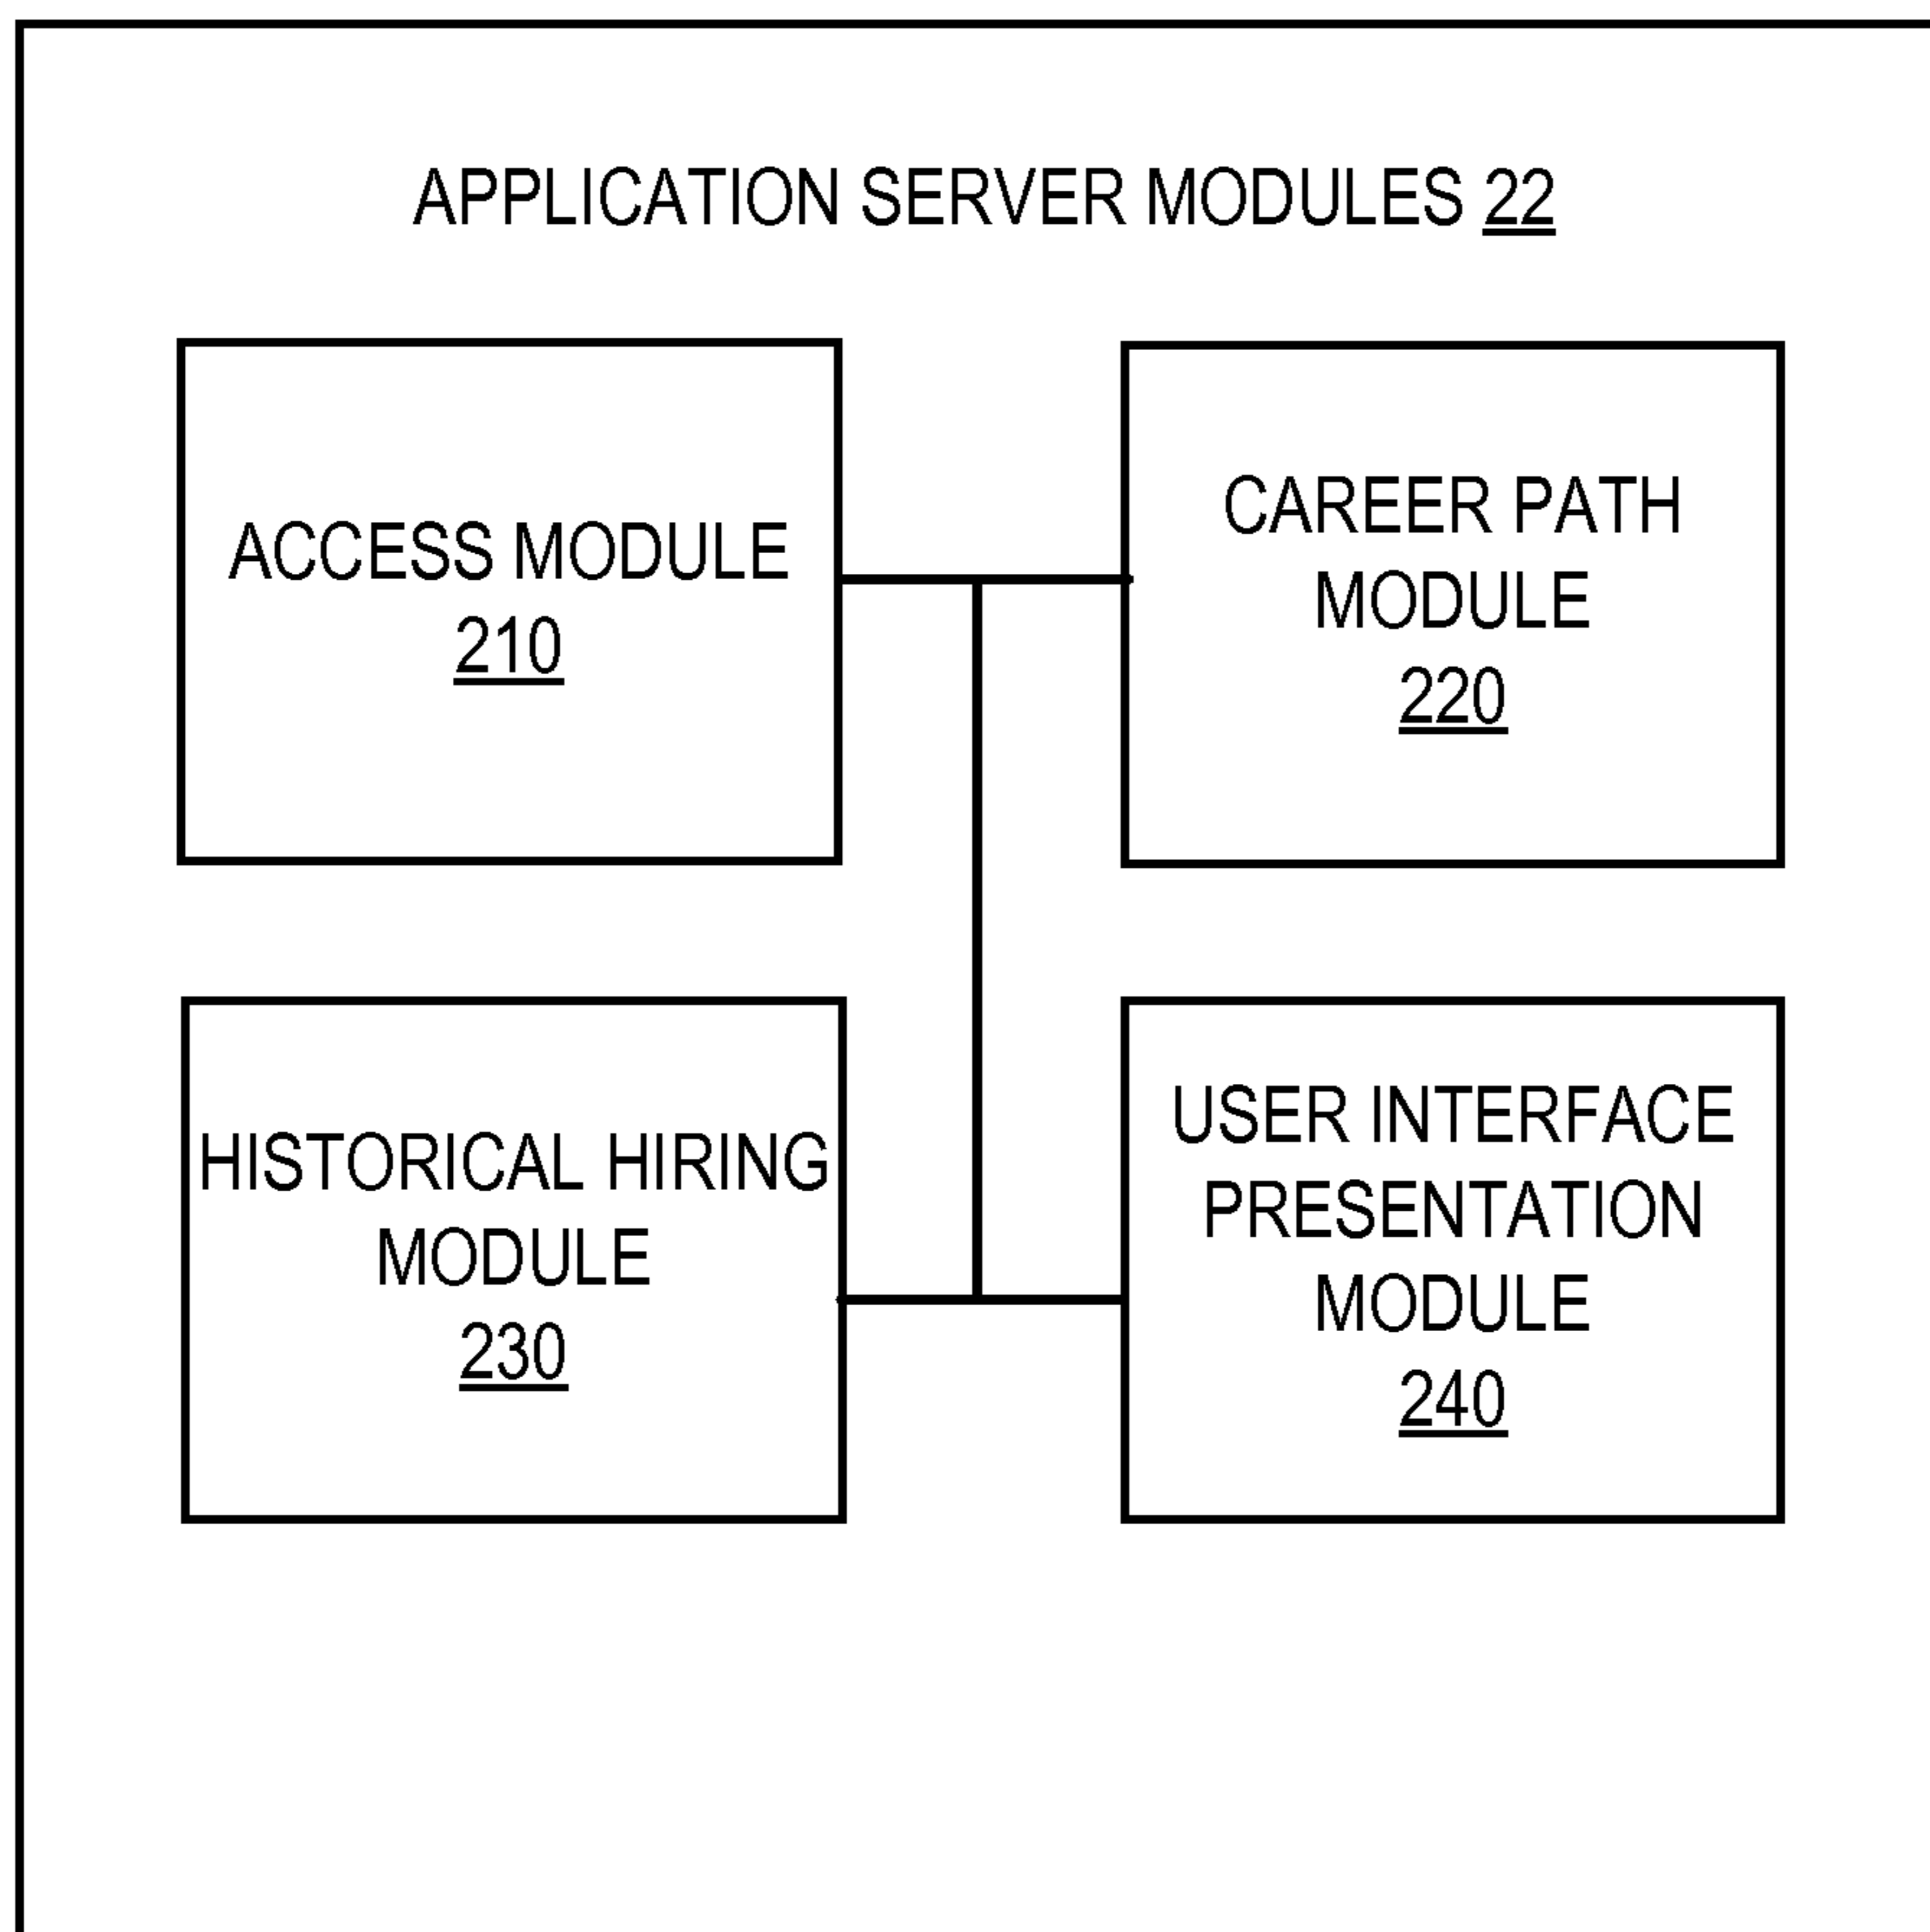 APPLICATION SERVER MODULES 22
ACCESS MODULE
210
CAREER PATH
MODULE
220
HISTORICAL HIRING
MODULE
230
USER INTERFACE
PRESENTATION
MODULE
240